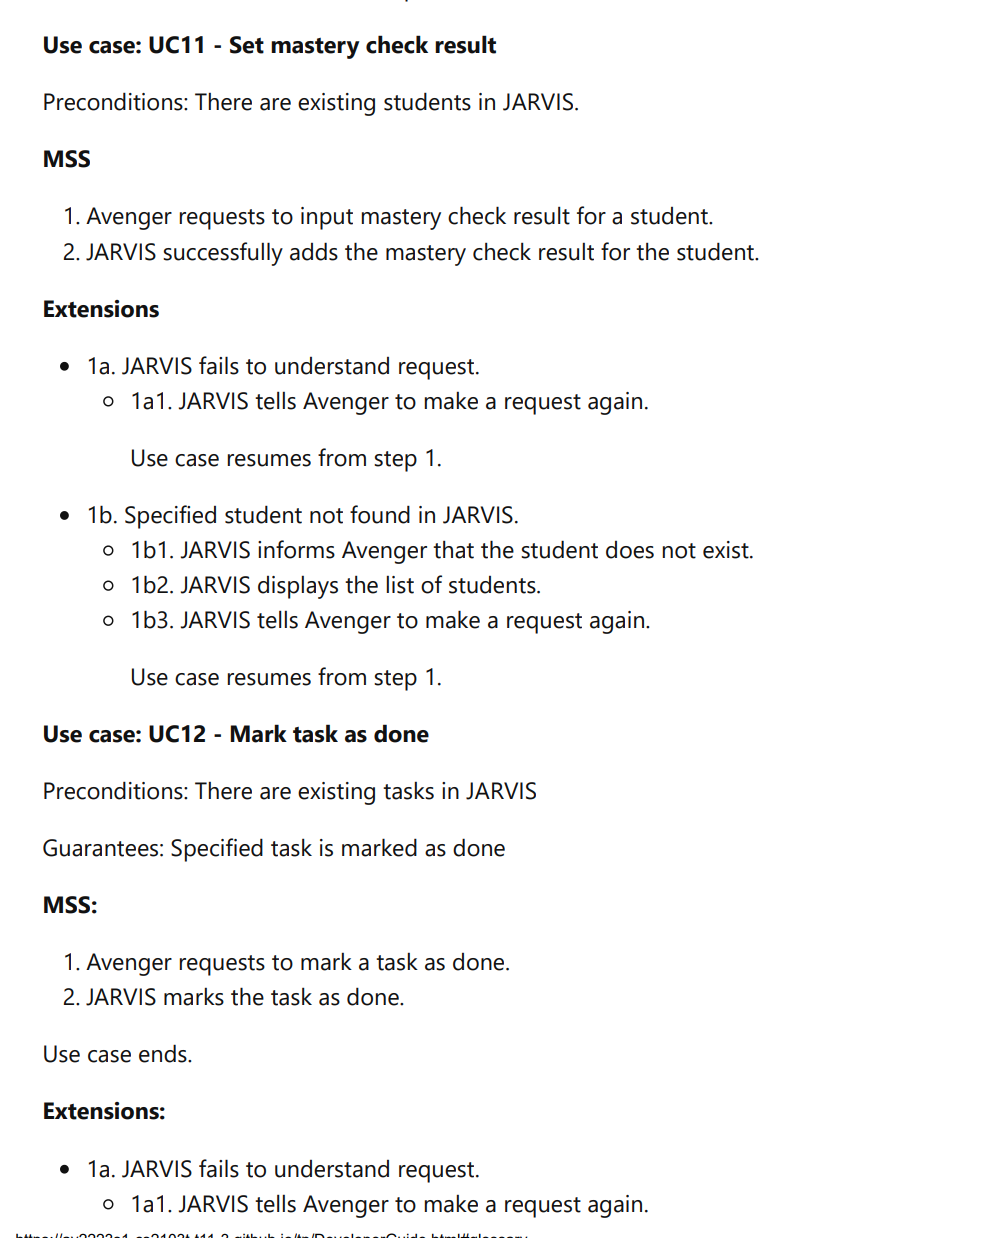 Use case: UC11 - Set mastery check result
Preconditions: There are existing students in JARVIS.
MSS
1. Avenger requests to input mastery check result for a student.
2. JARVIS successfully adds the mastery check result for the student.
Extensions
• 1a. JARVIS fails to understand request.
○ 1a1. JARVIS tells Avenger to make a request again.
Use case resumes from step 1.
• 1b. Specified student not found in JARVIS.
○ 1b1. JARVIS informs Avenger that the student does not exist.
○ 1b2. JARVIS displays the list of students.
○ 1b3. JARVIS tells Avenger to make a request again.
Use case resumes from step 1.
Use case: UC12 - Mark task as done
Preconditions: There are existing tasks in JARVIS
Guarantees: Specified task is marked as done
MSS:
1. Avenger requests to mark a task as done.
2. JARVIS marks the task as done.
Use case ends.
Extensions:
• 1a. JARVIS fails to understand request.
○ 1a1. JARVIS tells Avenger to make a request again.